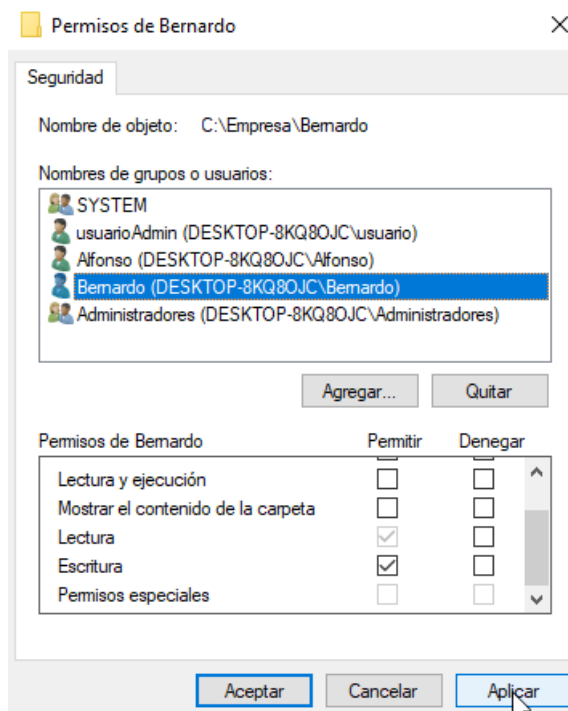 Permisos de Bernardo
Seguridad
Nombre de objeto: C:\Empresa\Bernardo
Nombres de grupos o usuarios:
SYSTEM
usuarioAdmin (DESKTOP-8KQ8OJC\usuario)
Alfonso (DESKTOP-8KQ8OJC\Alfonso)
Bernardo (DESKTOP-8KQ8OJC\Bernardo)
Administradores (DESKTOP-8KQ8OJC\Administradores)
Agregar... Quitar
Permisos de Bernardo Permitir Denegar
Lectura y ejecución
Mostrar el contenido de la carpeta
Lectura
Escritura
Permisos especiales
Aceptar Cancelar Aplicar